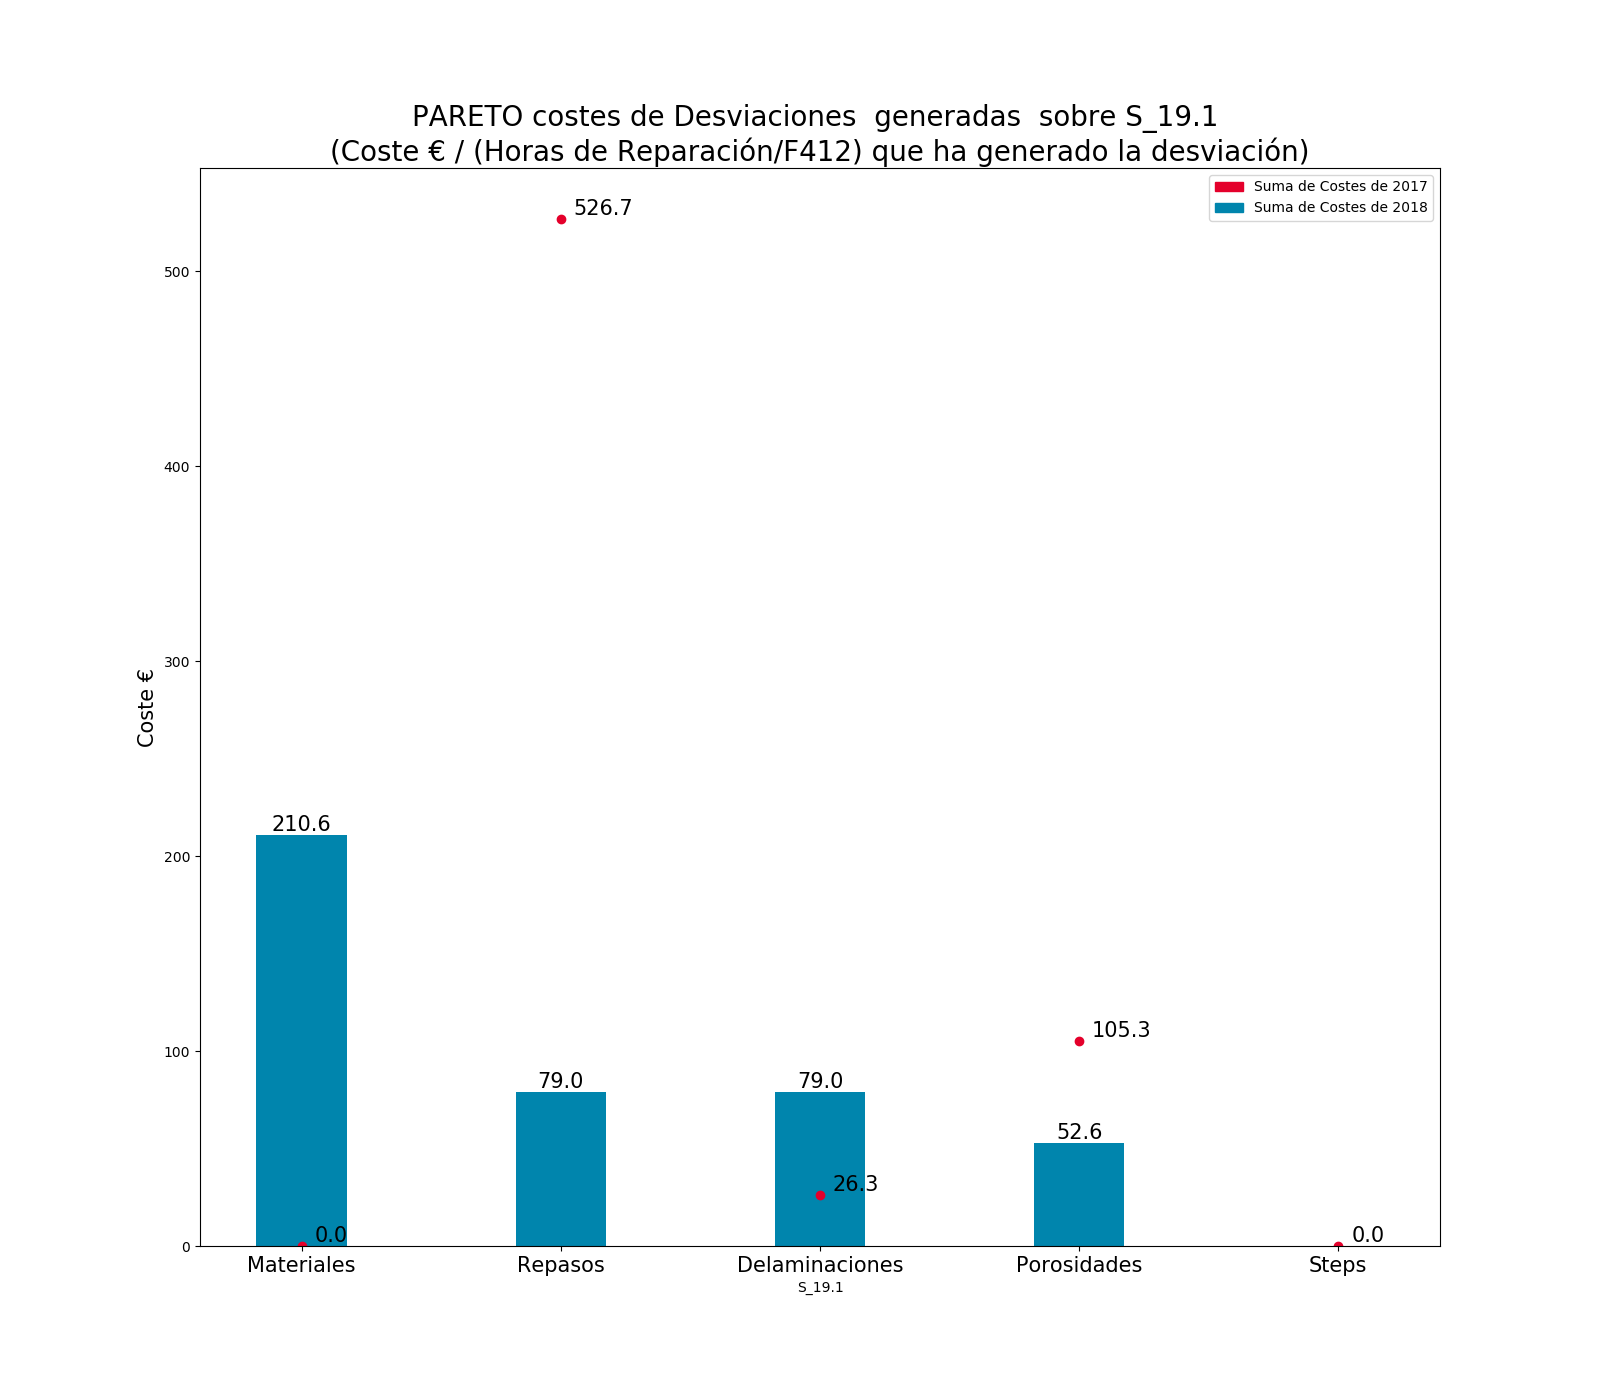 PARETO costes de Desviaciones  generadas  sobre S_19.1
(Coste € / (Horas de Reparación/F412) que ha generado la desviación)
Suma de Costes de 2017
Suma de Costes de 2018
526.7
500
400
300
Coste €
210.6
200
105.3
100
79.0
79.0
52.6
26.3
0.0
0.0
0
Materiales
Repasos
Delaminaciones
Porosidades
Steps
S_19.1